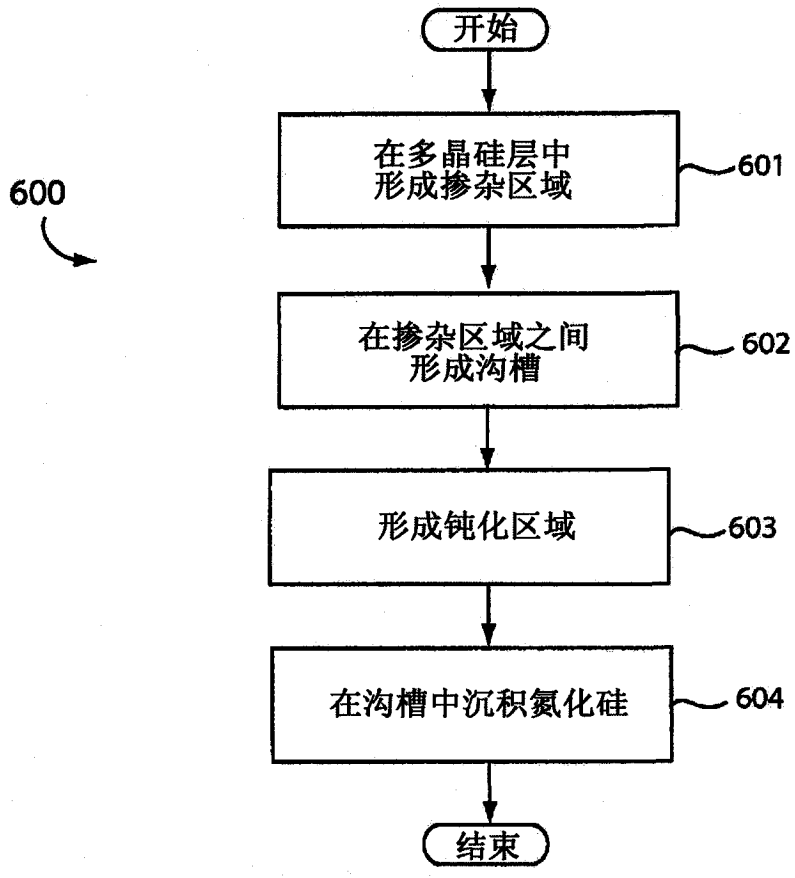 开始
在多晶硅层中
形成掺杂区域
601
600
在掺杂区域之间
形成沟槽
602
形成钝化区域
603
在沟槽中沉积氮化硅
604
结束